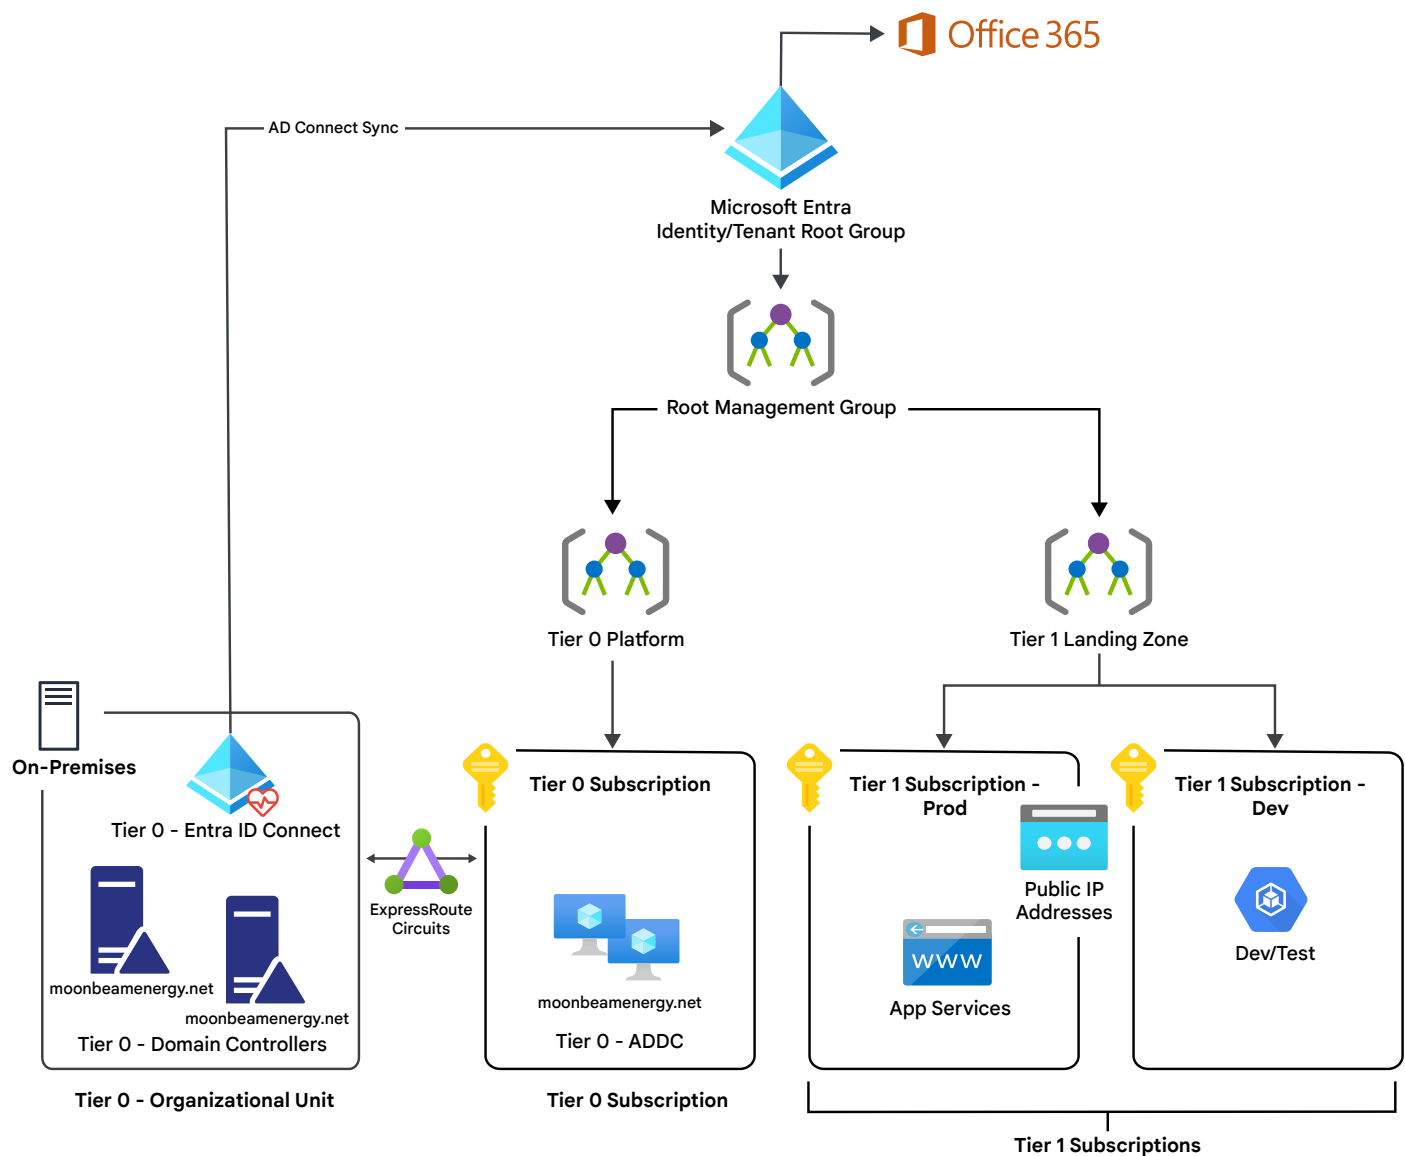 Office 365
AD Connect Sync
Microsoft Entra
Identity/Tenant Root Group
Root Management Group
Tier 0 Platform
Tier 1 Landing Zone
On-Premises
Tier 0 - Entra ID Connect
moonbeamenergy.net
moonbeamenergy.net
Tier 0 - Domain Controllers
Tier 0 - Organizational Unit
ExpressRoute
Circuits
Tier 0 Subscription
moonbeamenergy.net
Tier 0 - ADDC
Tier 0 Subscription
Tier 1 Subscription -
Prod
Public IP
Addresses
www
App Services
Tier 1 Subscription -
Dev
Dev/Test
Tier 1 Subscriptions